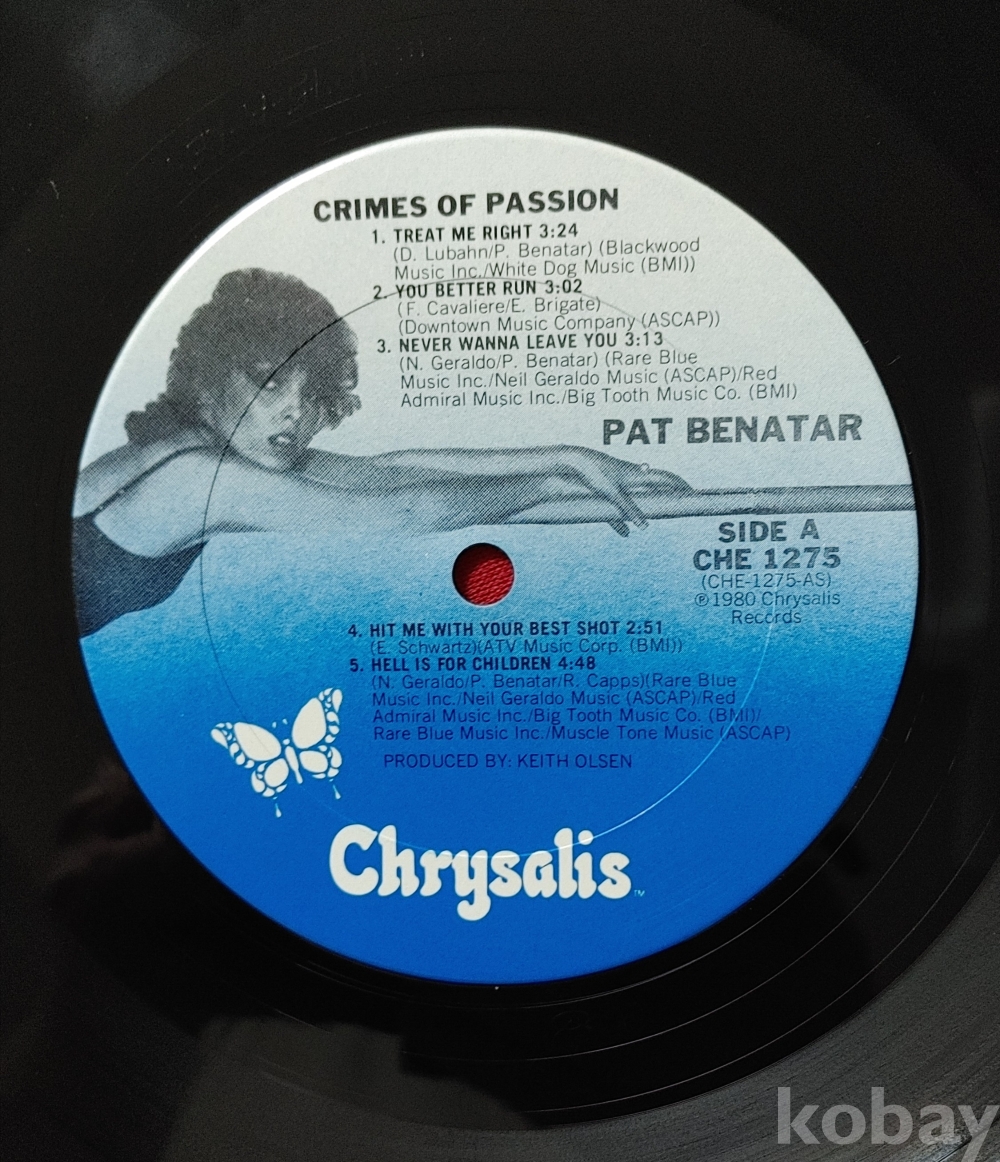 CRIMES OF PASSION
1. TREAT ME RIGHT 3:24
(D. Lubahn/P. Benatar) (Blackwood
Music Inc./White Dog Music (BMI))
2. YOU BETTER RUN 3:02
(F. Cavaliere/E. Brigate)
(Downtown Music Company (ASCAP))
3. NEVER WANNA LEAVE YOU 3:13
(N. Geraldo/P. Benatar) (Rare Blue
Music Inc./Neil Geraldo Music (ASCAP)/Red
Admiral Music Inc./Big Tooth Music Co. (BMI)
PAT BENATAR
SIDE A
CHE 1275
(CHE-1275-AS)
℗1980 Chrysalis
Records
4. HIT ME WITH YOUR BEST SHOT 2:51
(E. Schwartz)(ATV Music Corp. (BMI))
5. HELL IS FOR CHILDREN 4:48
(N. Geraldo/P. Benatar/R. Capps)(Rare Blue
Music Inc./Neil Geraldo Music (ASCAP)/Red
Admiral Music Inc./Big Tooth Music Co. (BMI)/
Rare Blue Music Inc./Muscle Tone Music (ASCAP)
PRODUCED BY: KEITH OLSEN
Chrysalis™
kobay